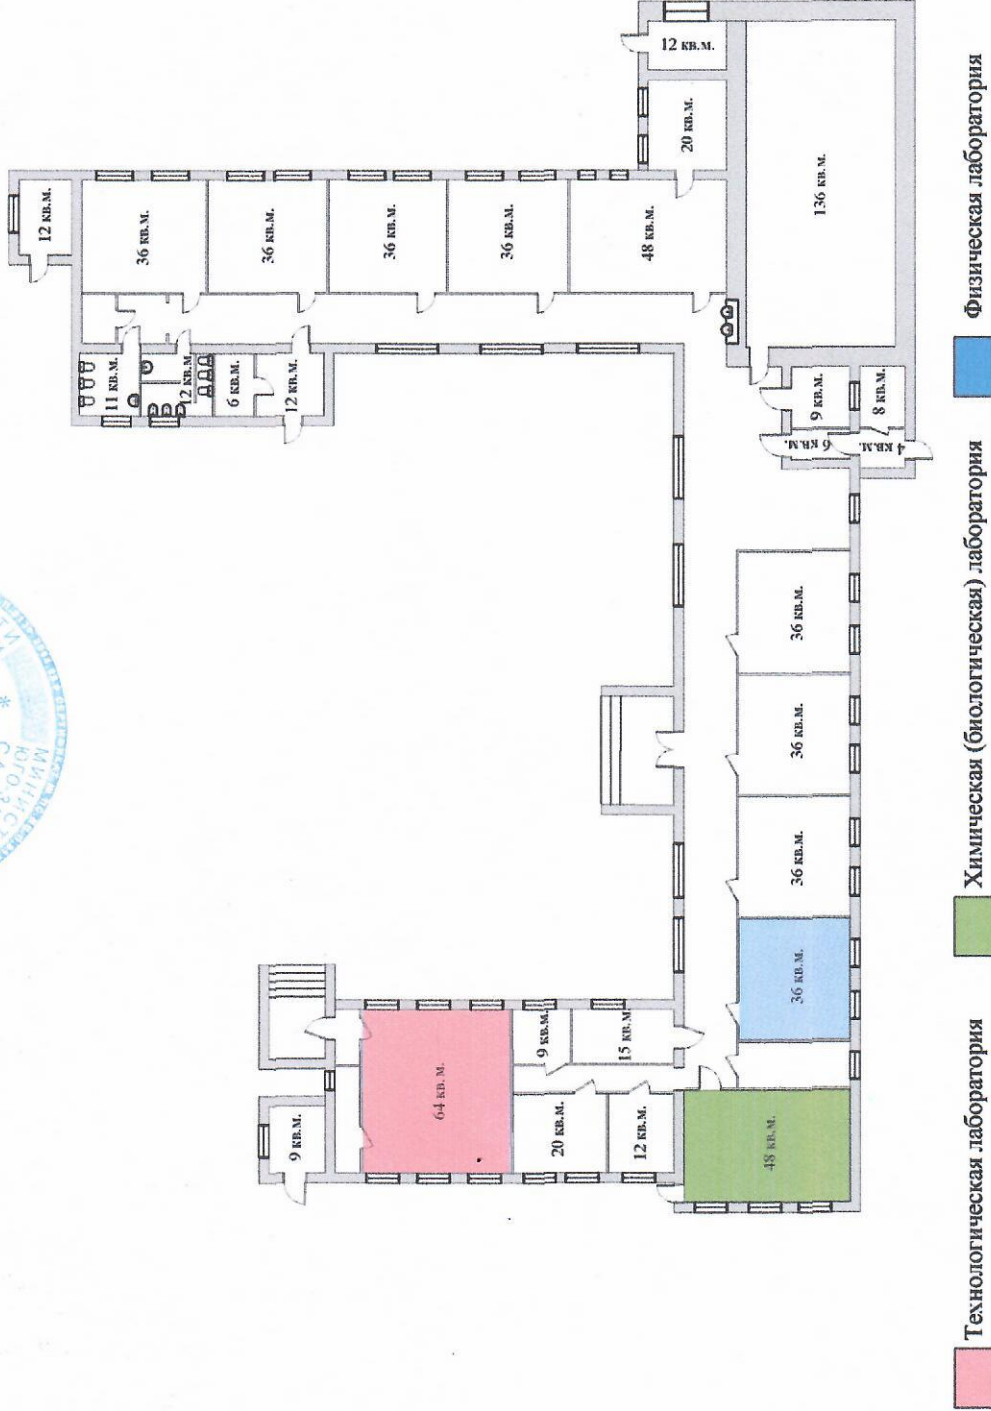 12 кв.м.
36 кв.м.
36 кв.м.
36 кв.м.
36 кв.м.
48 кв.м.
20 кв.м.
12 кв.м.
136 кв.м.
11 кв.м.
12 кв.м
6 кв.м.
12 кв.м.
9 кв.м.
8 кв.м.
6 кв.м.
4 кв.м.
36 кв.м.
36 кв.м.
36 кв.м.
36 кв.м.
48 кв.м.
9 кв.м.
64 кв. м.
9 кв.м.
15 кв.м.
20 кв.м.
12 кв.м.
Технологическая лаборатория
Химическая (биологическая) лаборатория
Физическая лаборатория